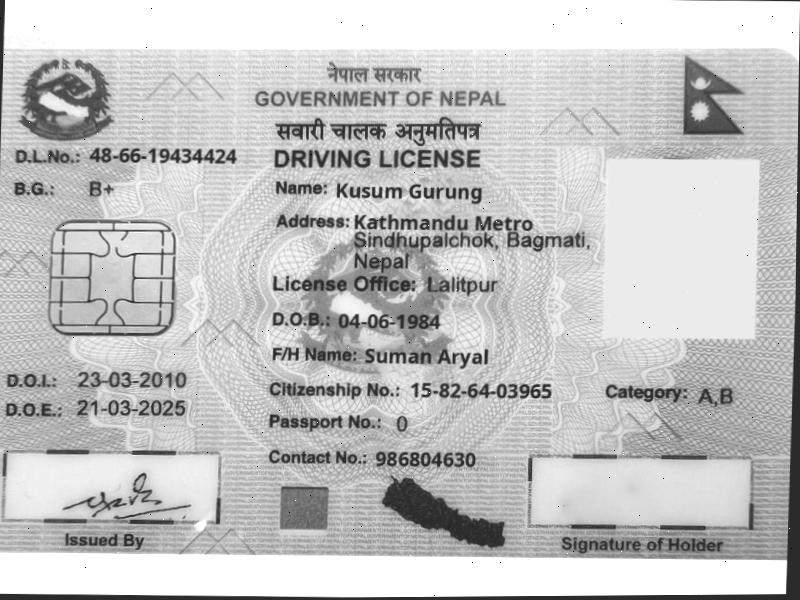 नेपाल सरकार
GOVERNMENT OF NEPAL
सवारी चालक अनुमतिपत्र
DRIVING LICENSE
D.L.No.: 48-66-19434424
B.G.: B+
Name: Kusum Gurung
Address: Kathmandu Metro
Sindhupalchok, Bagmati,
Nepal
License Office: Lalitpur
D.O.B.: 04-06-1984
F/H Name: Suman Aryal
D.O.I.: 23-03-2010
D.O.E.: 21-03-2025
Citizenship No.: 15-82-64-03965
Category: A,B
Passport No.: 0
Contact No.: 986804630
Issued By
Signature of Holder